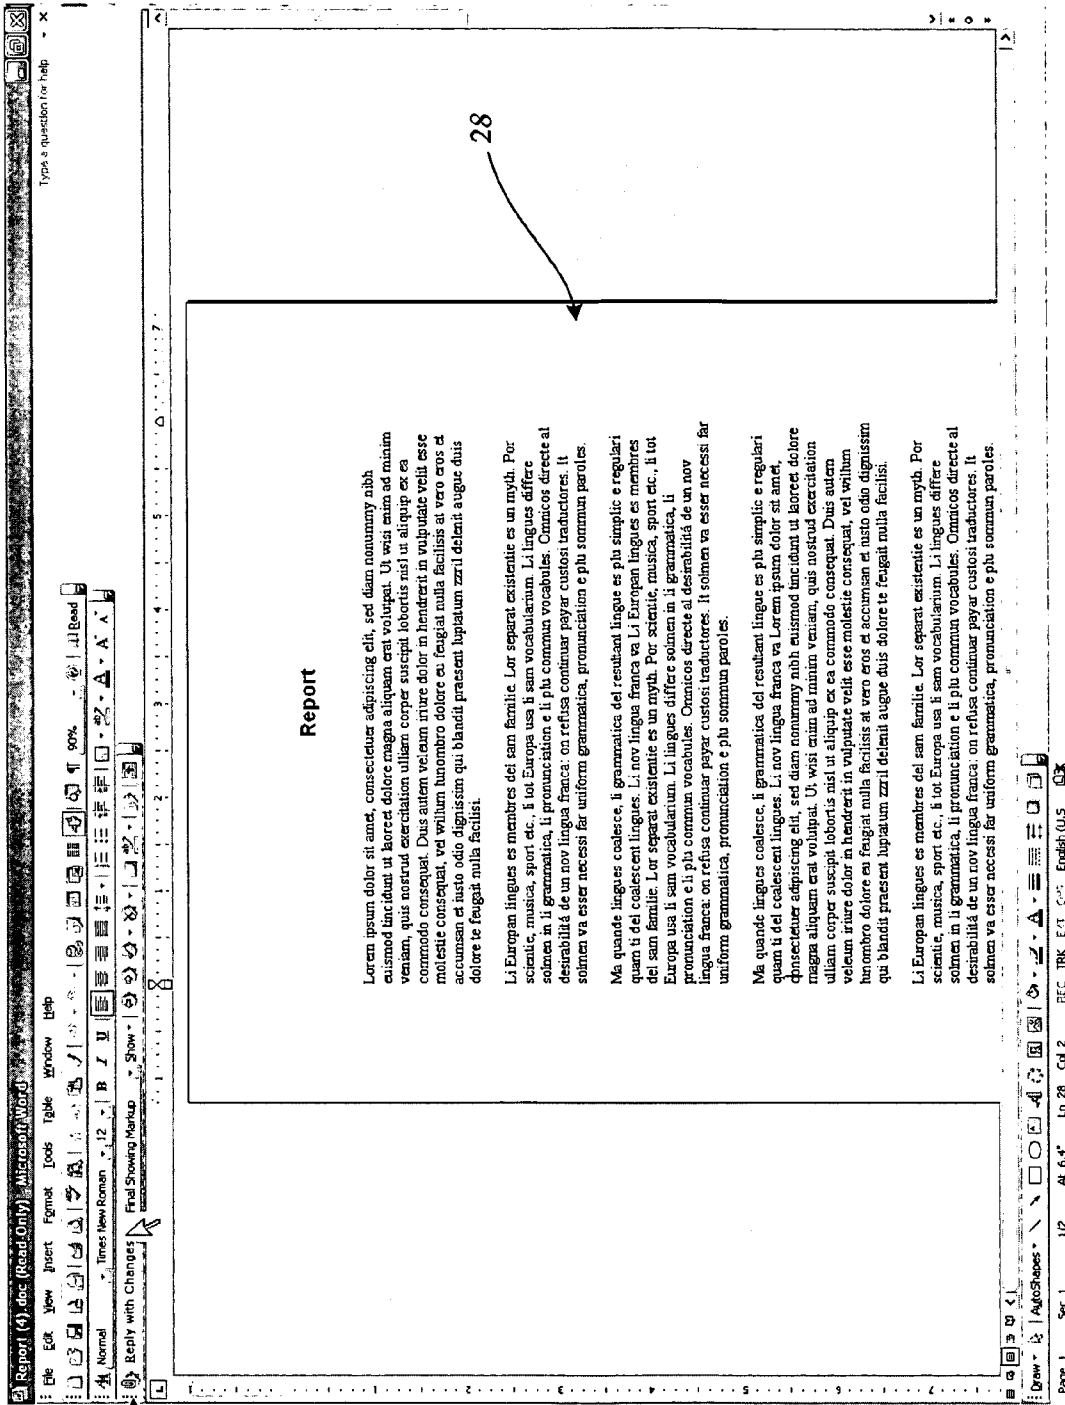 Report (4).doc (Read-Only) - Microsoft Word
File Edit View Insert Format Tools Table Window Help
Type a question for help
90%
Read
Normal
Times New Roman
12
B I U
Reply with Changes
Final Showing Markup
Show
Report
Lorem ipsum dolor sit amet, consectetuer adipiscing elit, sed diam nonummy nibh
euismod tincidunt ut laoreet dolore magna aliquam erat volutpat. Ut wisi enim ad minim
veniam, quis nostrud exercitation ulliam corper suscipit lobortis nisl ut aliquip ex ea
commodo consequat. Duis autem veleum iriure dolor in hendrerit in vulputate velit esse
molestie consequat, vel willum lunombro dolore eu feugiat nulla facilisis at vero eros et
accumsan et iusto odio dignissim qui blandit praesent luptatum zzril delenit augue duis
dolore te feugait nulla facilisi.
Li Europan lingues es membres del sam familie. Lor separat existentie es un myth. Por
scientie, musica, sport etc., li tot Europa usa li sam vocabularium. Li lingues differe
solmen in li grammatica, li pronunciation e li plu commun vocabules. Omnicos directe al
desirabilitá de un nov lingua franca: on refusa continuar payar custosi traductores. It
solmen va esser necessi far uniform grammatica, pronunciation e plu sommun paroles.
Ma quande lingues coalesce, li grammatica del resultant lingue es plu simplic e regulari
quam ti del coalescent lingues. Li nov lingua franca va Li Europan lingues es membres
del sam familie. Lor separat existentie es un myth. Por scientie, musica, sport etc., li tot
Europa usa li sam vocabularium. Li lingues differe solmen in li grammatica, li
pronunciation e li plu commun vocabules. Omnicos directe al desirabilitá de un nov
lingua franca: on refusa continuar payar custosi traductores. It solmen va esser necessi far
uniform grammatica, pronunciation e plu sommun paroles.
Ma quande lingues coalesce, li grammatica del resultant lingue es plu simplic e regulari
quam ti del coalescent lingues. Li nov lingua franca va Lorem ipsum dolor sit amet,
consectetuer adipiscing elit, sed diam nonummy nibh euismod tincidunt ut laoreet dolore
magna aliquam erat volutpat. Ut wisi enim ad minim veniam, quis nostrud exercitation
ulliam corper suscipit lobortis nisl ut aliquip ex ea commodo consequat. Duis autem
veleum iriure dolor in hendrerit in vulputate velit esse molestie consequat, vel willum
lunombro dolore eu feugiat nulla facilisis at vero eros et accumsan et iusto odio dignissim
qui blandit praesent luptatum zzril delenit augue duis dolore te feugait nulla facilisi.
Li Europan lingues es membres del sam familie. Lor separat existentie es un myth. Por
scientie, musica, sport etc., li tot Europa usa li sam vocabularium. Li lingues differe
solmen in li grammatica, li pronunciation e li plu commun vocabules. Omnicos directe al
desirabilitá de un nov lingua franca: on refusa continuar payar custosi traductores. It
solmen va esser necessi far uniform grammatica, pronunciation e plu sommun paroles.
28
Draw
AutoShapes
Page 1 Sec 1 1/2 At 6.4" Ln 28 Col 2 REC TRK EXT English (U.S